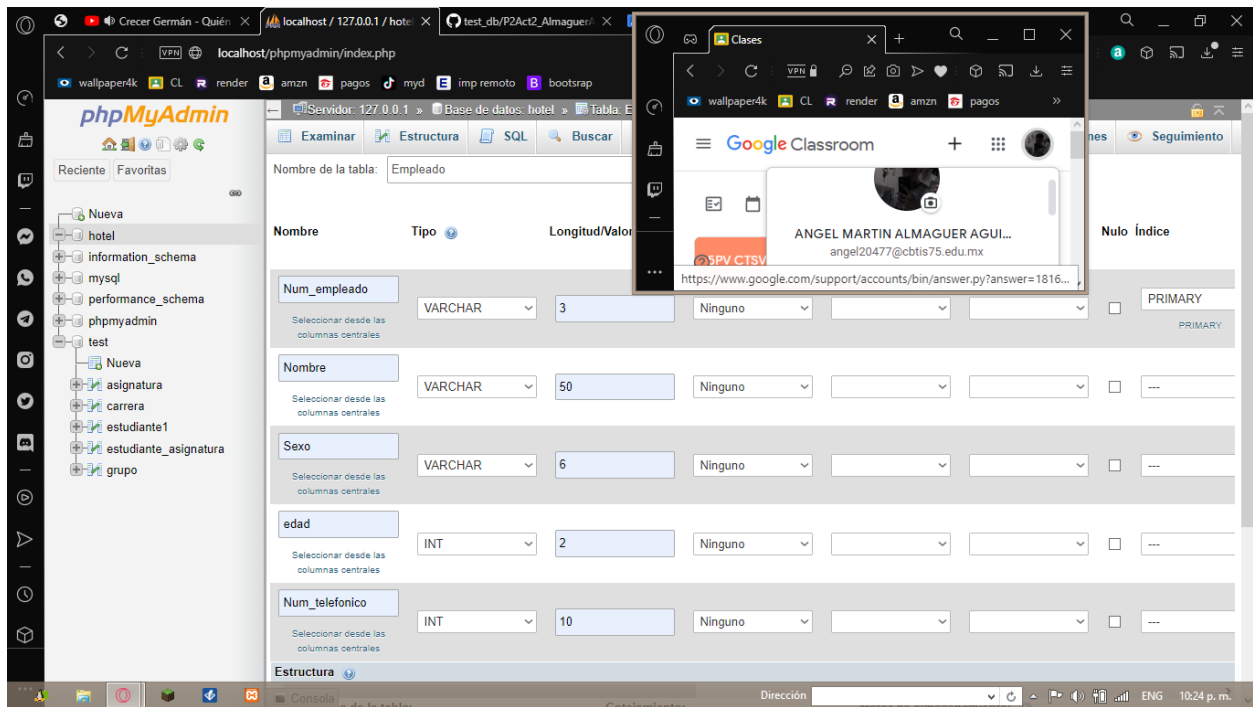 Crecer Germán - Quién
localhost / 127.0.0.1 / hote
test_db/P2Act2_Almaguer
VPN localhost/phpmyadmin/index.php
wallpaper4k CL render amzn pagos myd imp remoto bootsrap
phpMyAdmin
Reciente Favoritas
Nueva
hotel
information_schema
mysql
performance_schema
phpmyadmin
test
Nueva
asignatura
carrera
estudiante1
estudiante_asignatura
grupo
Servidor: 127.0.0.1 » Base de datos: hotel » Tabla: E
Examinar Estructura SQL Buscar
nes Seguimiento
Nombre de la tabla: Empleado
Nombre Tipo Longitud/Valor Nulo Índice
Num_empleado VARCHAR 3 Ninguno PRIMARY
Seleccionar desde las
columnas centrales
PRIMARY
Nombre VARCHAR 50 Ninguno ---
Seleccionar desde las
columnas centrales
Sexo VARCHAR 6 Ninguno ---
Seleccionar desde las
columnas centrales
edad INT 2 Ninguno ---
Seleccionar desde las
columnas centrales
Num_telefonico INT 10 Ninguno ---
Seleccionar desde las
columnas centrales
Estructura
Consola
Clases
VPN
wallpaper4k CL render amzn pagos »
Google Classroom
ANGEL MARTIN ALMAGUER AGUI...
angel20477@cbtis75.edu.mx
5PV CTSV
https://www.google.com/support/accounts/bin/answer.py?answer=1816...
Dirección
ENG 10:24 p. m.